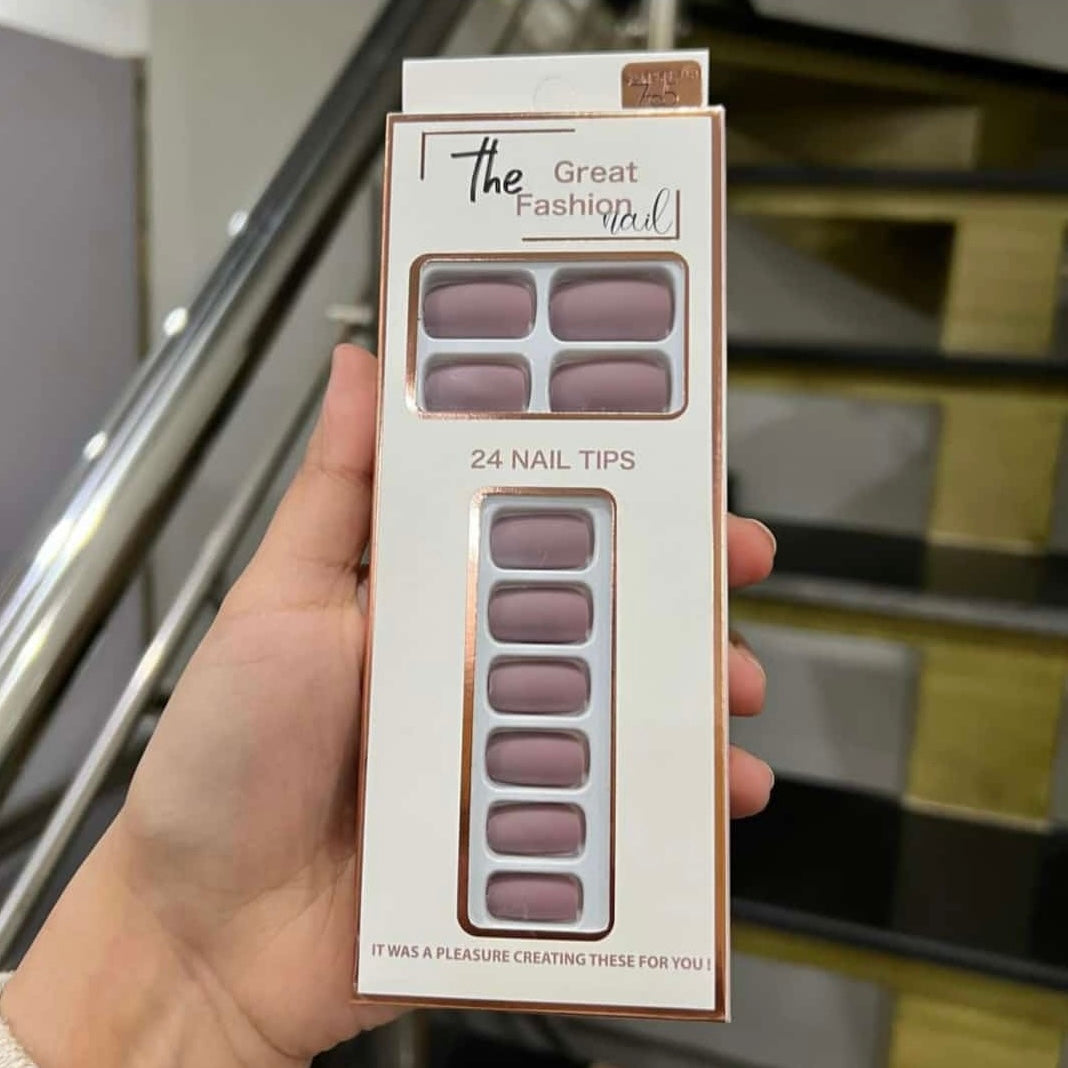 the Great
Fashion nail
24 NAIL TIPS
IT WAS A PLEASURE CREATING THESE FOR YOU !